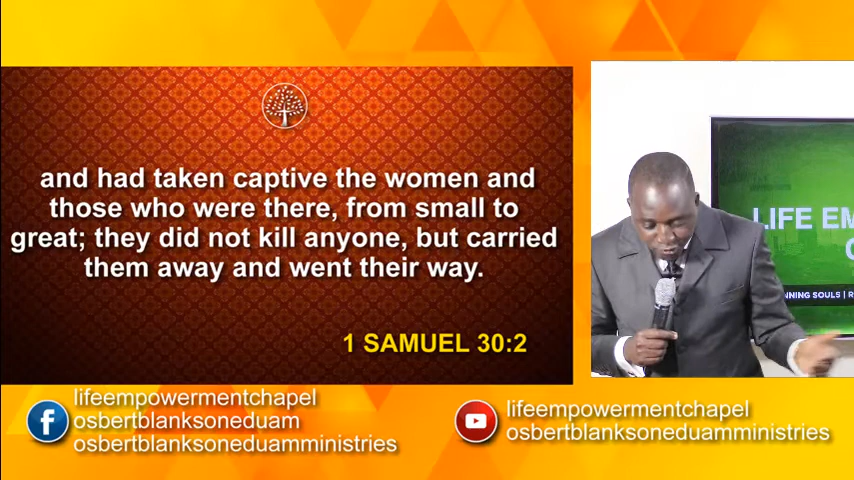 and had taken captive the women and
those who were there, from small to
great; they did not kill anyone, but carried
them away and went their way.
1 SAMUEL 30:2
LIFE EM
NNING SOULS | R
lifeempowermentchapel
osbertblanksoneduam
osbertblanksoneduamministries
lifeempowermentchapel
osbertblanksoneduamministries